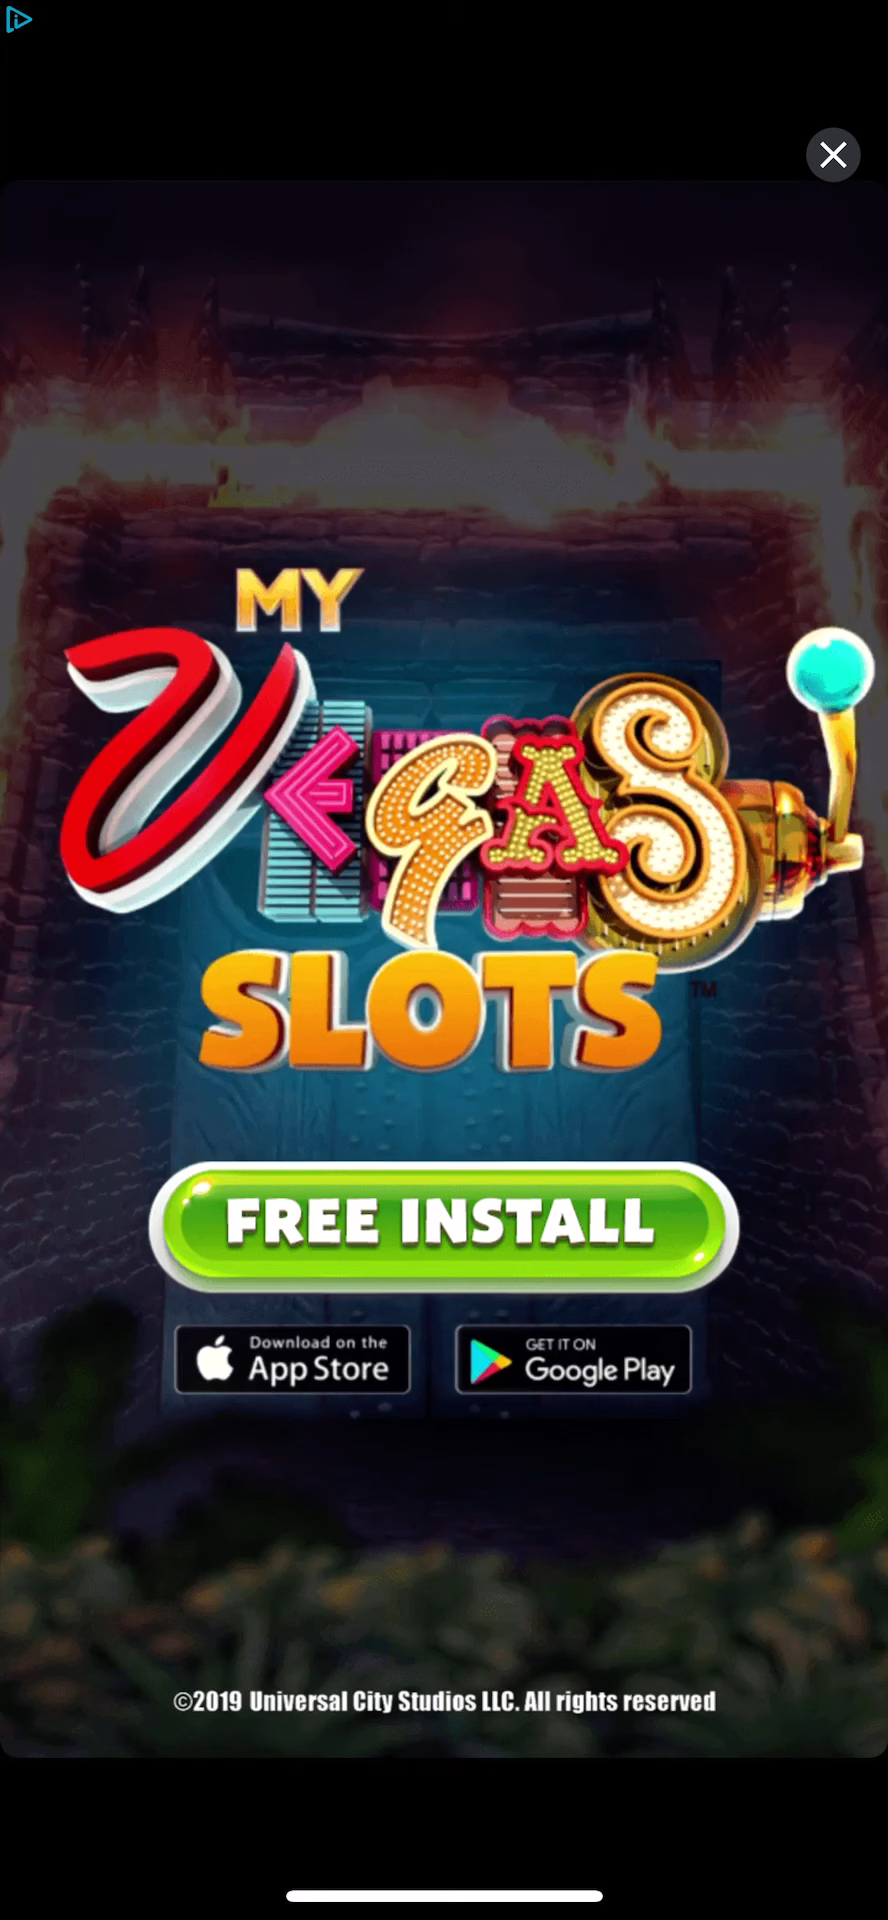 MY
VEGAS
SLOTS
TM
FREE INSTALL
Download on the
App Store
GET IT ON
Google Play
©2019 Universal City Studios LLC. All rights reserved